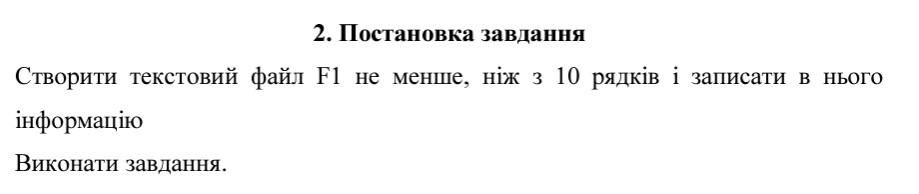 2. Постановка завдання
Створити текстовий файл F1 не менше, ніж з 10 рядків і записати в нього
інформацію
Виконати завдання.